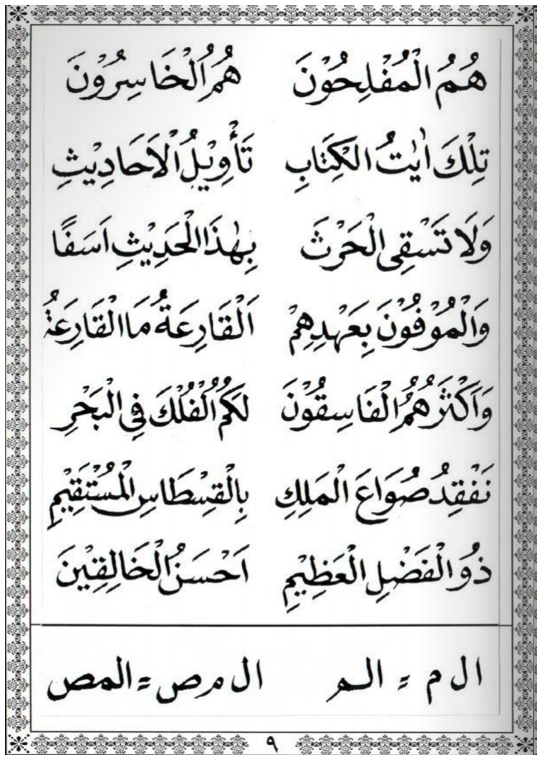 هُمُ الْمُفْلِحُوْنَ هُمُ الْخَاسِرُوْنَ
تِلْكَ اٰيٰتُ الْكِتَابِ تَأْوِيْلُ الْاَحَادِيْثِ
وَلَا تَسْقِى الْحَرْثَ بِهٰذَا الْحَدِيْثِ اَسَفًا
وَالْمُوْفُوْنَ بِعَهْدِهِمْ اَلْقَارِعَةُ مَا الْقَارِعَةُ
وَاَكْثَرُهُمُ الْفَاسِقُوْنَ لَكُمُ الْفُلْكَ فِى الْبَحْرِ
نَفْقِدُ صُوَاعَ الْمَلِكِ بِالْقِسْطَاسِ الْمُسْتَقِيْمِ
ذُو الْفَضْلِ الْعَظِيْمِ اَحْسَنُ الْخَالِقِيْنَ
ال م = الم ال م ص = المص
٩